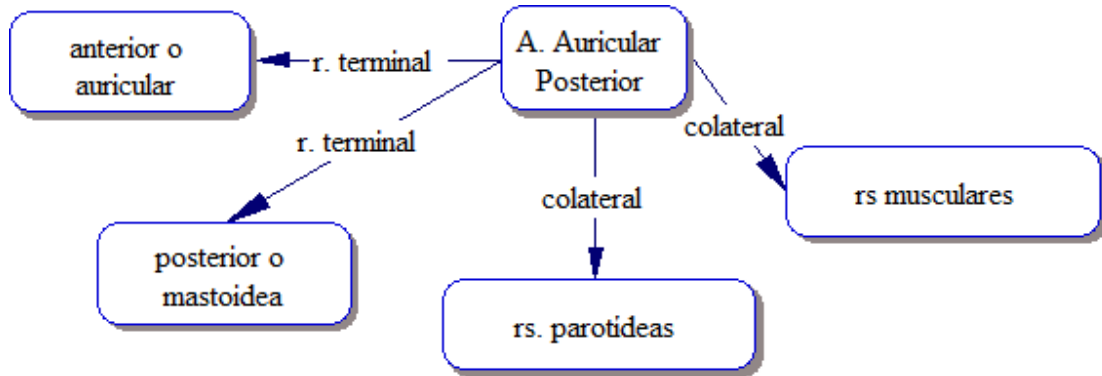 A. Auricular
Posterior
anterior o
auricular
r. terminal
r. terminal
colateral
colateral
rs musculares
posterior o
mastoidea
rs. parotídeas